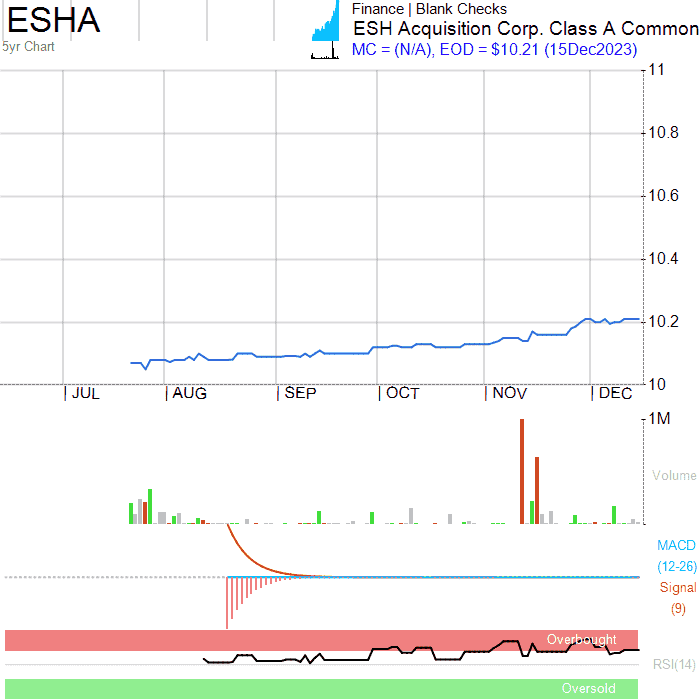 ESHA
5yr Chart
Finance | Blank Checks
ESH Acquisition Corp. Class A Common
MC = (N/A), EOD = $10.21 (15Dec2023)
11
10.8
10.6
10.4
10.2
10
JUL
AUG
SEP
OCT
NOV
DEC
1M
Volume
MACD
(12-26)
Signal
(9)
Overbought
RSI(14)
Oversold